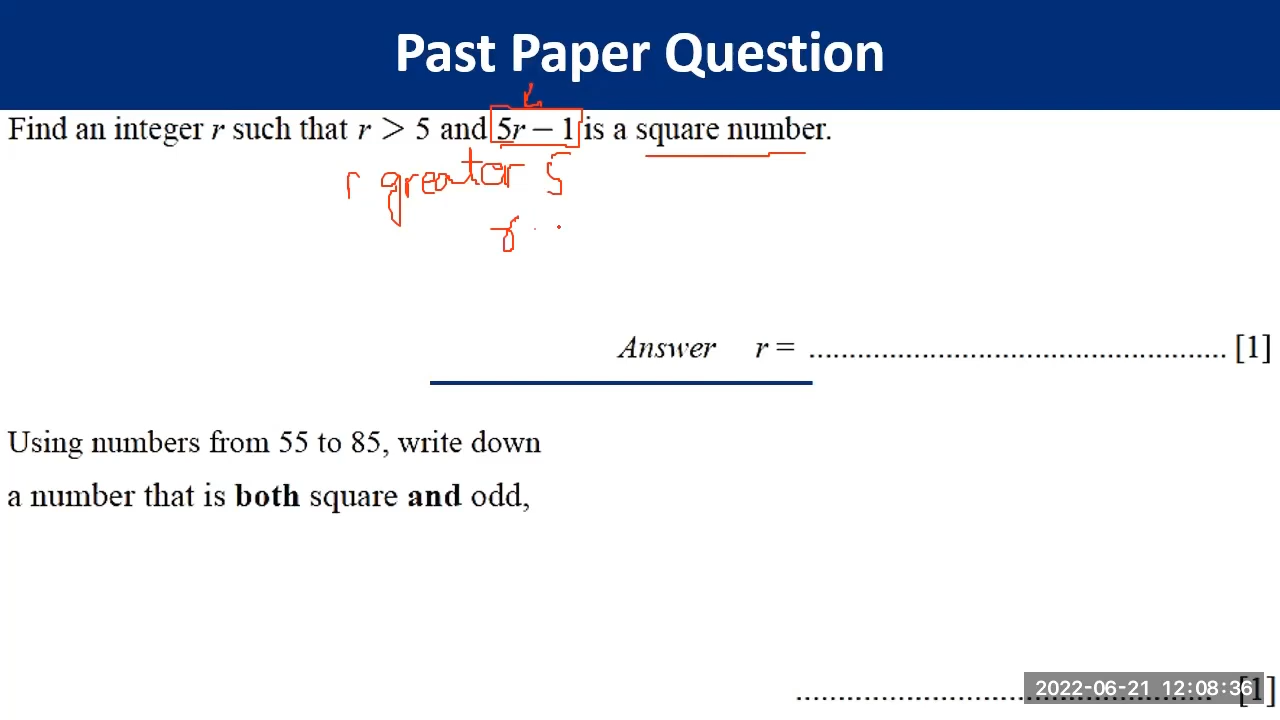 Past Paper Question
Find an integer r such that r > 5 and 5r − 1 is a square number.
r greator 5
r
Answer r = ................................................... [1]
Using numbers from 55 to 85, write down
a number that is both square and odd,
................................................... [1]
2022-06-21 12:08:36